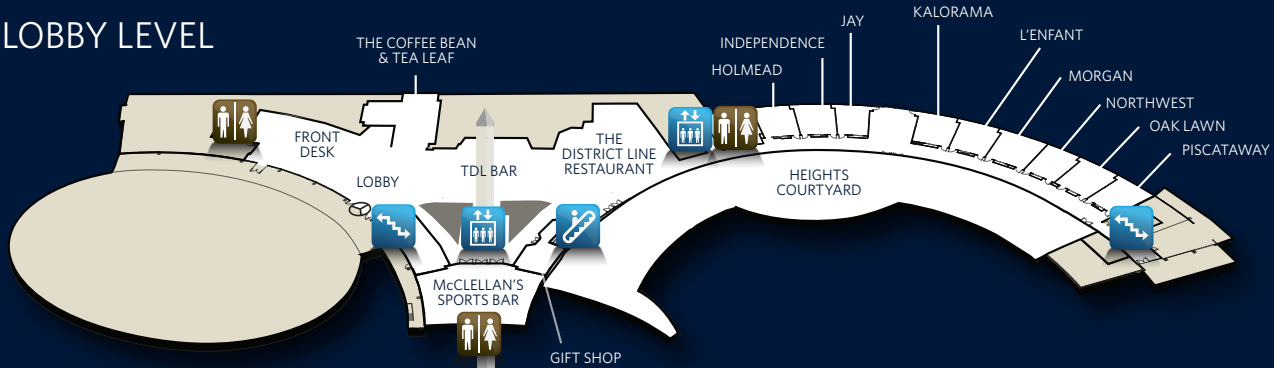 LOBBY LEVEL
THE COFFEE BEAN
& TEA LEAF
HOLMEAD
INDEPENDENCE
JAY
KALORAMA
L'ENFANT
MORGAN
NORTHWEST
OAK LAWN
PISCATAWAY
FRONT
DESK
LOBBY
TDL BAR
THE
DISTRICT LINE
RESTAURANT
HEIGHTS
COURTYARD
McCLELLAN'S
SPORTS BAR
GIFT SHOP